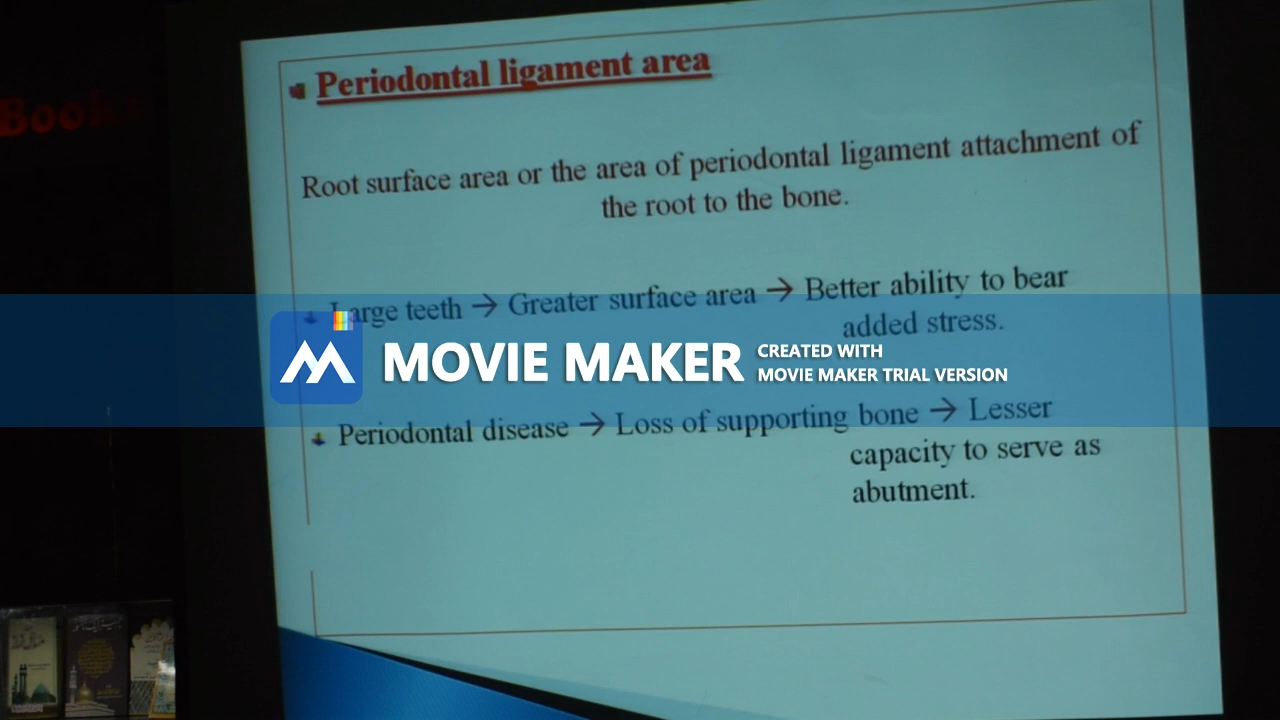 Books
Periodontal ligament area
Root surface area or the area of periodontal ligament attachment of
the root to the bone.
Large teeth → Greater surface area → Better ability to bear
added stress.
MOVIE MAKER
CREATED WITH
MOVIE MAKER TRIAL VERSION
Periodontal disease → Loss of supporting bone → Lesser
capacity to serve as
abutment.